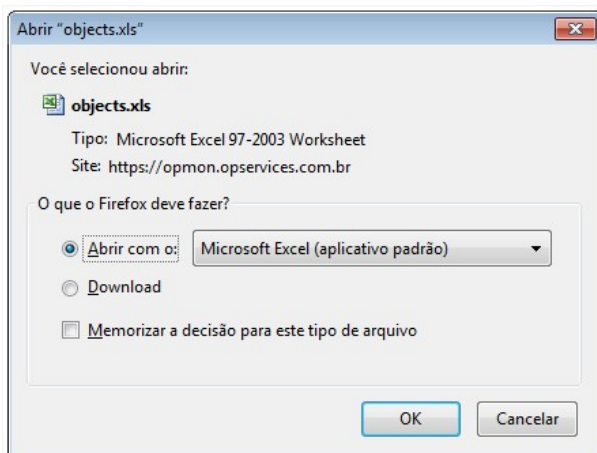 Abrir "objects.xls"
Você selecionou abrir:
objects.xls
Tipo: Microsoft Excel 97-2003 Worksheet
Site: https://opmon.opservices.com.br
O que o Firefox deve fazer?
Abrir com o: Microsoft Excel (aplicativo padrão)
Download
Memorizar a decisão para este tipo de arquivo
OK Cancelar